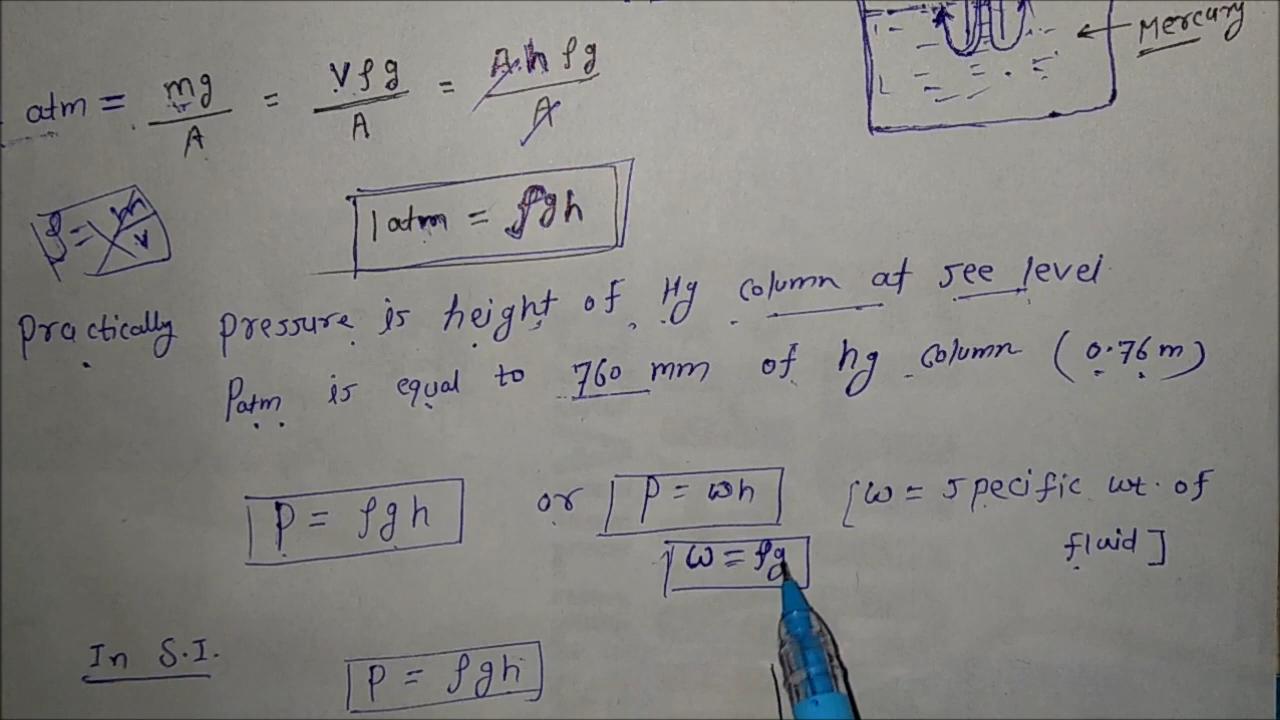 Mercury
atm = mg/A = Vρg/A = A.hρg/A
ρ = m/V
1 atm = ρgh
Practically pressure is height of Hg column at see level
Patm is equal to 760 mm of hg column (0.76 m)
P = ρgh or P = wh [w = specific wt. of
fluid]
w = ρg
In S.I. P = ρgh